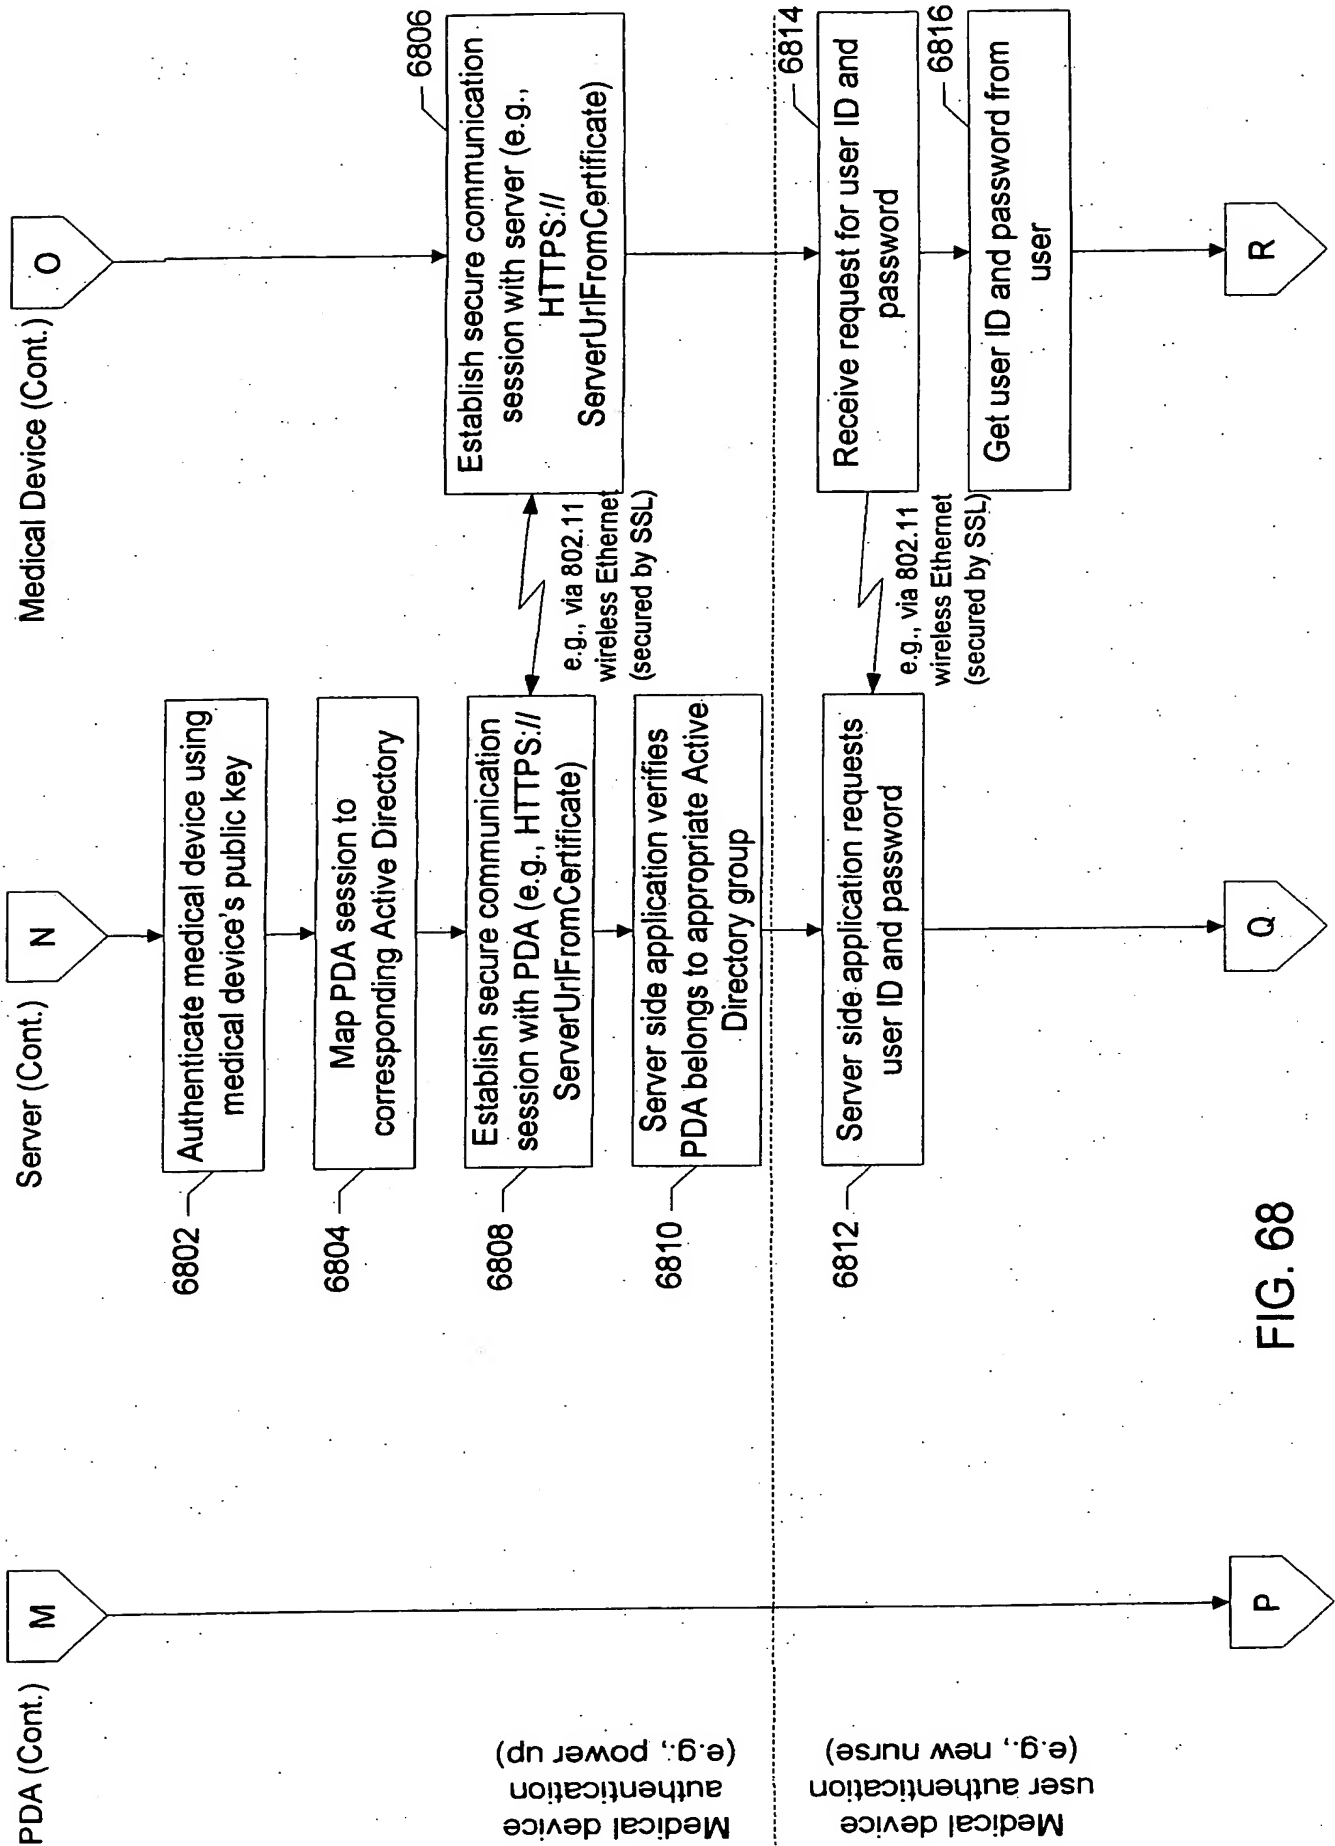 PDA (Cont.)
M
Server (Cont.)
N
Medical Device (Cont.)
O
6802
Authenticate medical device using
medical device's public key
6804
Map PDA session to
corresponding Active Directory
6806
Establish secure communication
session with server (e.g.,
HTTPS://
ServerUrlFromCertificate)
6808
Establish secure communication
session with PDA (e.g., HTTPS://
ServerUrlFromCertificate)
e.g., via 802.11
wireless Ethernet
(secured by SSL)
6810
Server side application verifies
PDA belongs to appropriate Active
Directory group
Medical device
authentication
(e.g., power up)
Medical device
user authentication
(e.g., new nurse)
6812
Server side application requests
user ID and password
e.g., via 802.11
wireless Ethernet
(secured by SSL)
6814
Receive request for user ID and
password
6816
Get user ID and password from
user
P
Q
R
FIG. 68